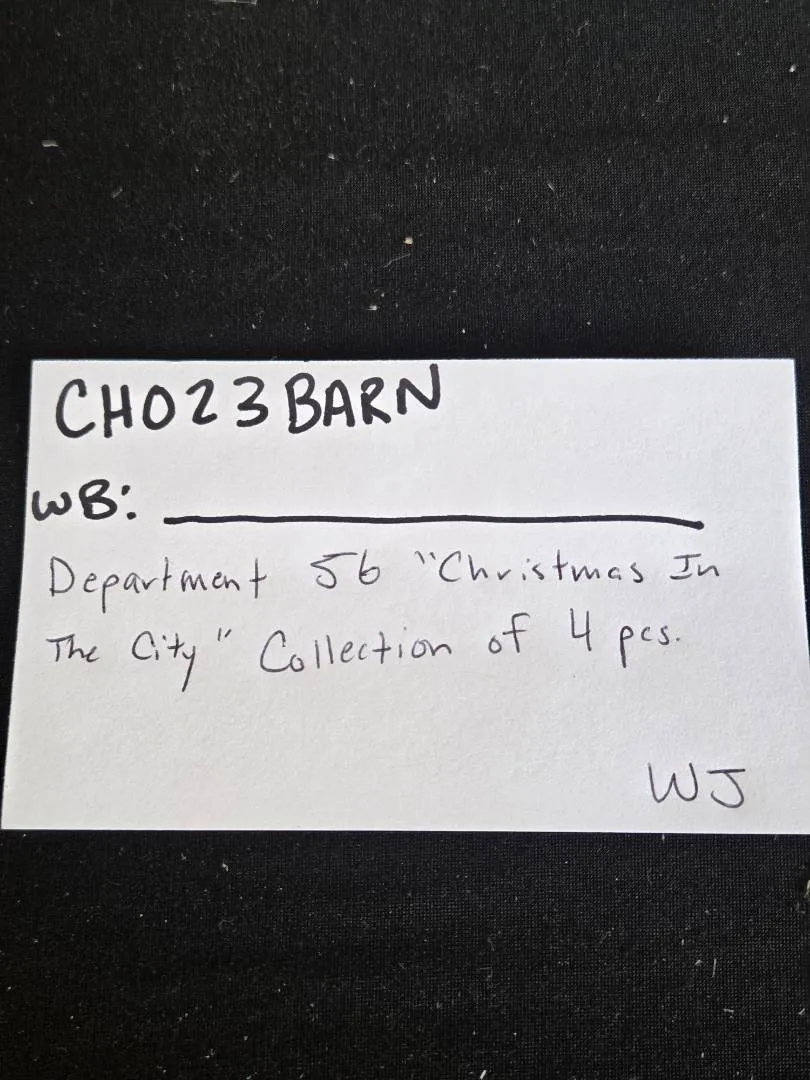 CH023BARN
WB:
Department 56 "Christmas In
The City" Collection of 4 pcs.
WJ